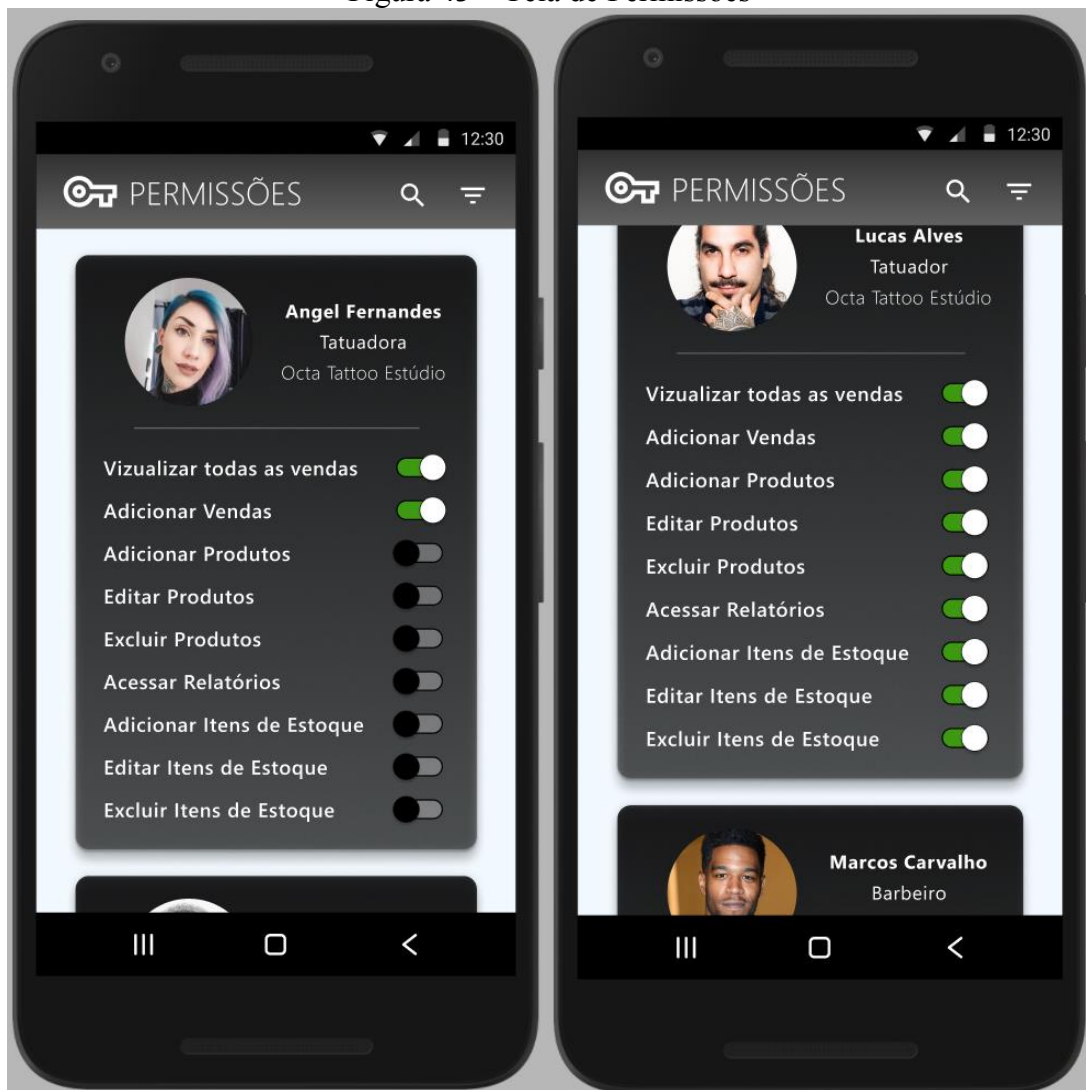 Figura 43 – Tela de Permissões
12:30
PERMISSÕES
Angel Fernandes
Tatuadora
Octa Tattoo Estúdio
Vizualizar todas as vendas
Adicionar Vendas
Adicionar Produtos
Editar Produtos
Excluir Produtos
Acessar Relatórios
Adicionar Itens de Estoque
Editar Itens de Estoque
Excluir Itens de Estoque
12:30
PERMISSÕES
Lucas Alves
Tatuador
Octa Tattoo Estúdio
Vizualizar todas as vendas
Adicionar Vendas
Adicionar Produtos
Editar Produtos
Excluir Produtos
Acessar Relatórios
Adicionar Itens de Estoque
Editar Itens de Estoque
Excluir Itens de Estoque
Marcos Carvalho
Barbeiro